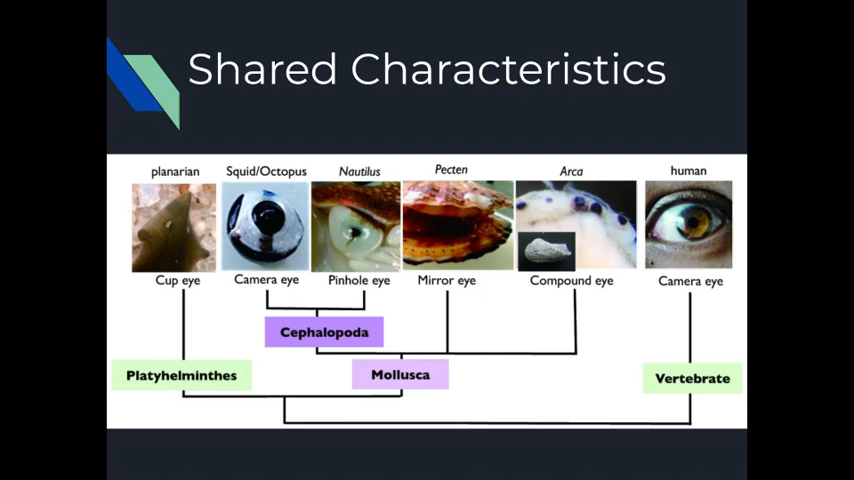 Shared Characteristics
planarian Squid/Octopus Nautilus Pecten Arca human
Cup eye Camera eye Pinhole eye Mirror eye Compound eye Camera eye
Cephalopoda
Platyhelminthes Mollusca Vertebrate